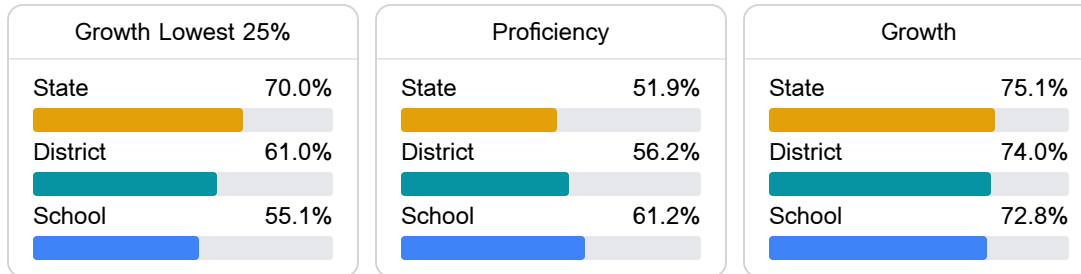 Growth Lowest 25%
State 70.0%
District 61.0%
School 55.1%
Proficiency
State 51.9%
District 56.2%
School 61.2%
Growth
State 75.1%
District 74.0%
School 72.8%